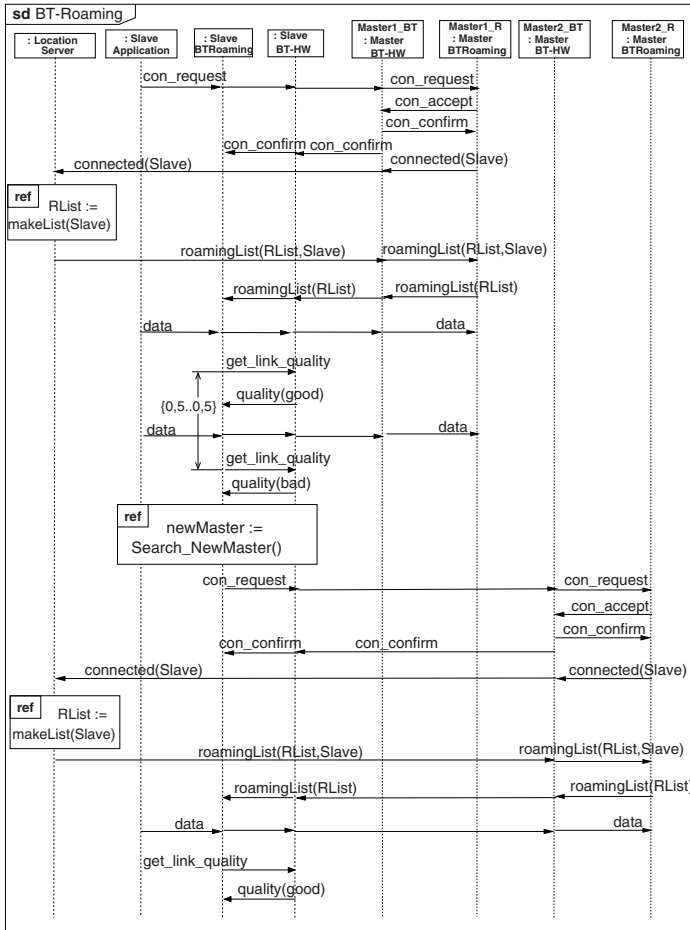 sd BT-Roaming
: Location
Server
: Slave
Application
: Slave
BTRoaming
: Slave
BT-HW
Master1_BT
: Master
BT-HW
Master1_R
: Master
BTRoaming
Master2_BT
: Master
BT-HW
Master2_R
: Master
BTRoaming
con_request
con_request
con_accept
con_confirm
con_confirm
con_confirm
connected(Slave)
connected(Slave)
ref
RList :=
makeList(Slave)
roamingList(RList,Slave)
roamingList(RList,Slave)
roamingList(RList)
roamingList(RList)
data
data
get_link_quality
{0,5..0,5}
quality(good)
data
data
get_link_quality
quality(bad)
ref
newMaster :=
Search_NewMaster()
con_request
con_request
con_accept
con_confirm
con_confirm
con_confirm
connected(Slave)
connected(Slave)
ref
RList :=
makeList(Slave)
roamingList(RList,Slave)
roamingList(RList,Slave)
roamingList(RList)
roamingList(RList)
data
data
get_link_quality
quality(good)